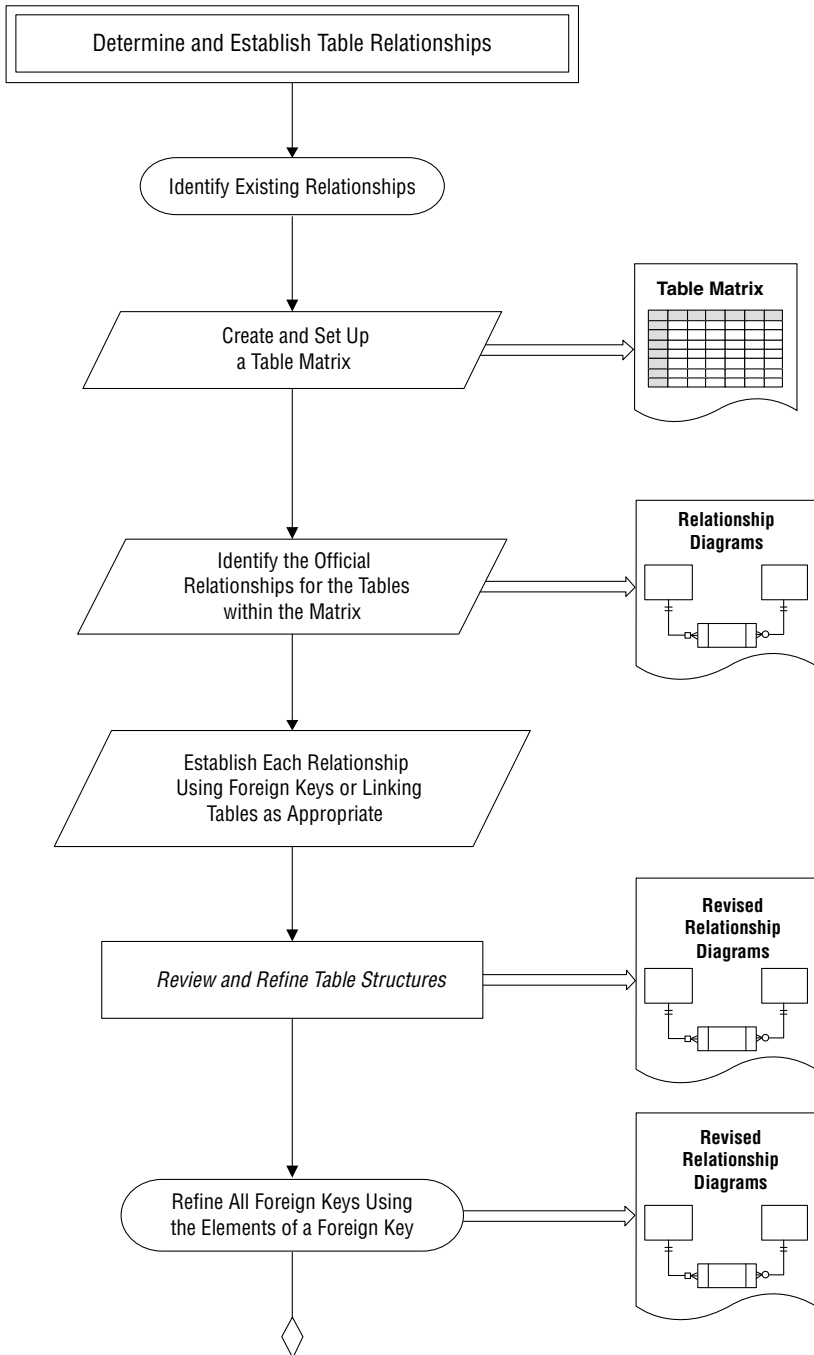 Determine and Establish Table Relationships
Identify Existing Relationships
Create and Set Up
a Table Matrix
Table Matrix
Identify the Official
Relationships for the Tables
within the Matrix
Relationship
Diagrams
Establish Each Relationship
Using Foreign Keys or Linking
Tables as Appropriate
Review and Refine Table Structures
Revised
Relationship
Diagrams
Refine All Foreign Keys Using
the Elements of a Foreign Key
Revised
Relationship
Diagrams